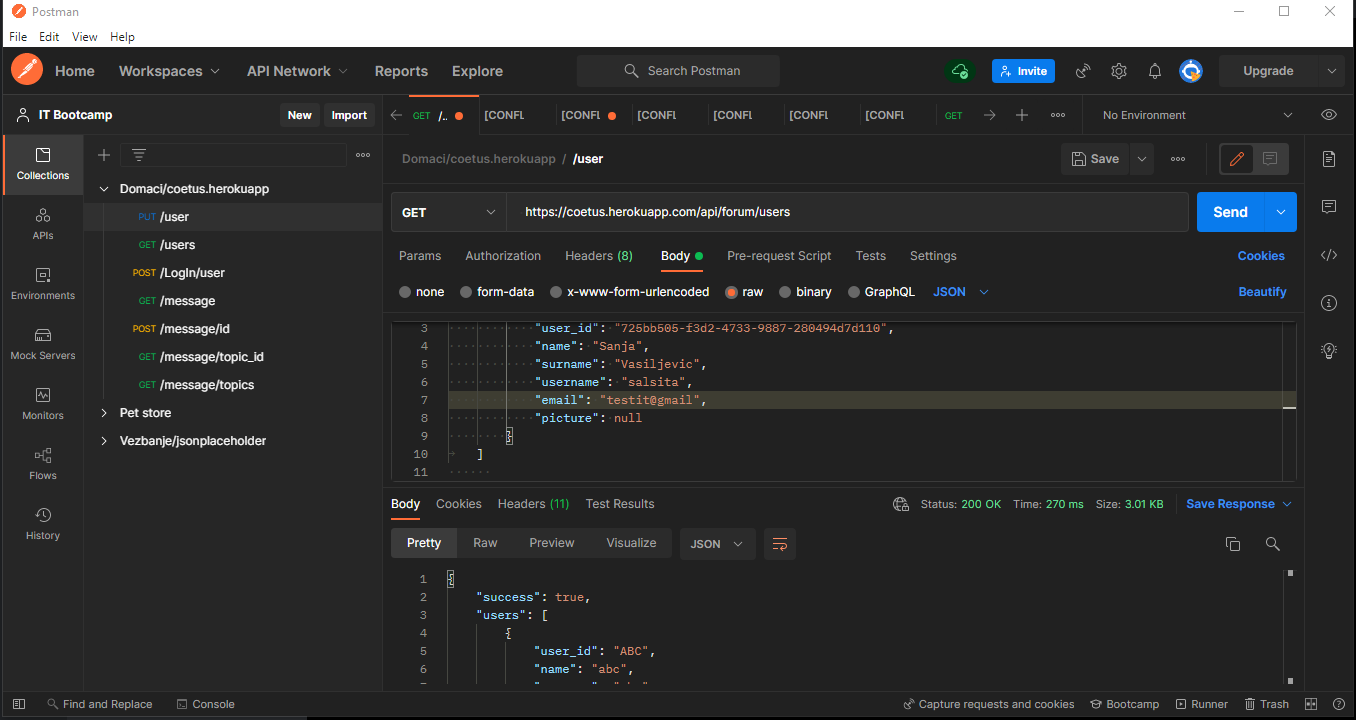 Postman
File Edit View Help
Home Workspaces API Network Reports Explore Search Postman Invite Upgrade
IT Bootcamp New Import GET /.. [CONFL [CONFL [CONFL [CONFL [CONFL [CONFL GET No Environment
Collections
APIs
Environments
Mock Servers
Monitors
Flows
History
Domaci/coetus.herokuapp
PUT /user
GET /users
POST /LogIn/user
GET /message
POST /message/id
GET /message/topic_id
GET /message/topics
Pet store
Vezbanje/jsonplaceholder
Domaci/coetus.herokuapp / /user Save
GET https://coetus.herokuapp.com/api/forum/users Send
Params Authorization Headers (8) Body Pre-request Script Tests Settings Cookies
none form-data x-www-form-urlencoded raw binary GraphQL JSON Beautify
3 "user_id": "725bb505-f3d2-4733-9887-280494d7d110",
4 "name": "Sanja",
5 "surname": "Vasiljevic",
6 "username": "salsita",
7 "email": "testit@gmail",
8 "picture": null
9 }
10 ]
11
Body Cookies Headers (11) Test Results Status: 200 OK Time: 270 ms Size: 3.01 KB Save Response
Pretty Raw Preview Visualize JSON
1 {
2 "success": true,
3 "users": [
4 {
5 "user_id": "ABC",
6 "name": "abc",
Find and Replace Console Capture requests and cookies Bootcamp Runner Trash